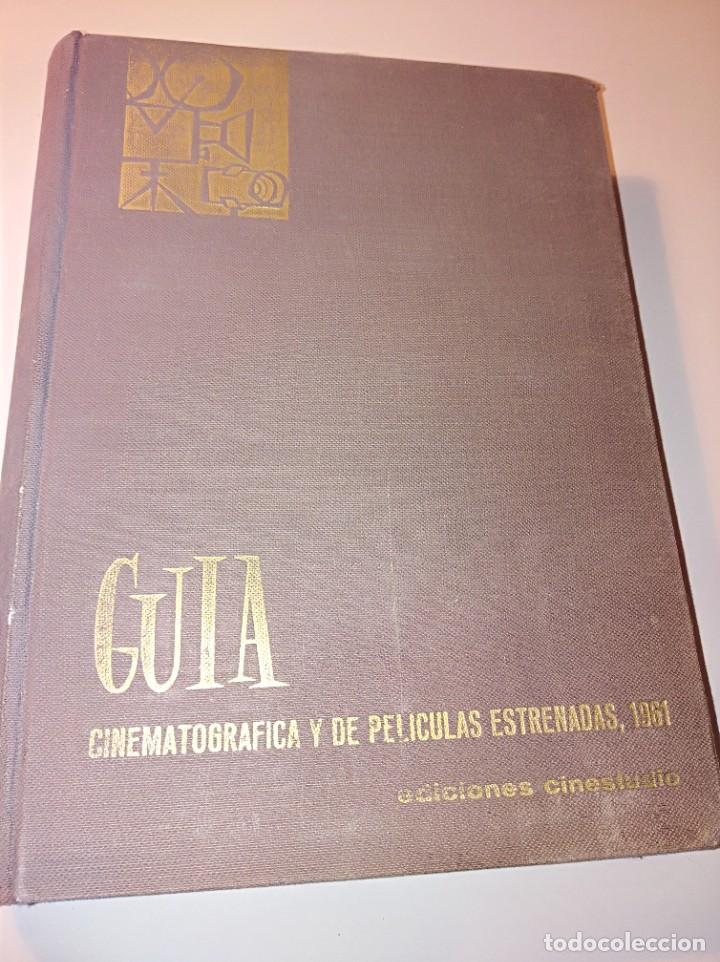 GUIA
CINEMATOGRAFICA Y DE PELICULAS ESTRENADAS, 1961
ediciones cinestudio
todocoleccion